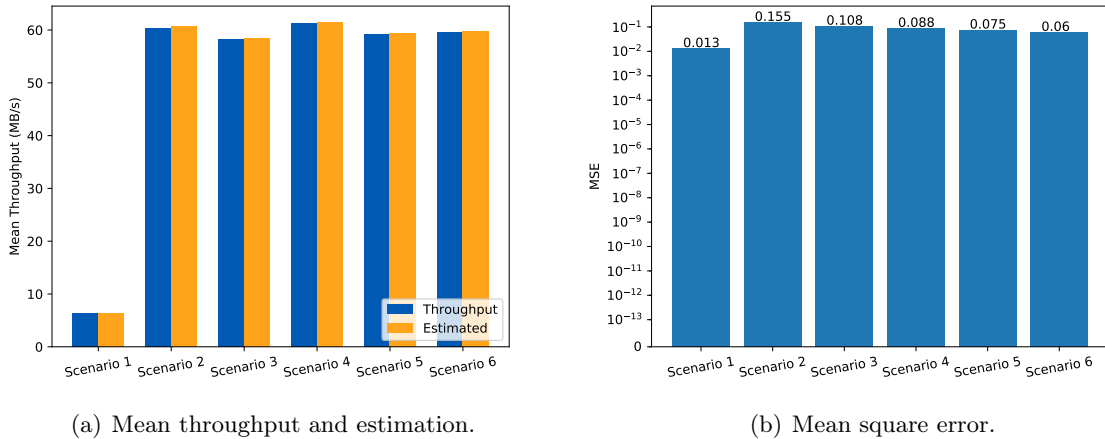 60
50
40
30
20
10
0
Mean Throughput (MB/s)
Scenario 1
Scenario 2
Scenario 3
Scenario 4
Scenario 5
Scenario 6
Throughput
Estimated
(a) Mean throughput and estimation.
10⁻¹
10⁻²
10⁻³
10⁻⁴
10⁻⁵
10⁻⁶
10⁻⁷
10⁻⁸
10⁻⁹
10⁻¹⁰
10⁻¹¹
10⁻¹²
10⁻¹³
0
MSE
0.013
0.155
0.108
0.088
0.075
0.06
Scenario 1
Scenario 2
Scenario 3
Scenario 4
Scenario 5
Scenario 6
(b) Mean square error.